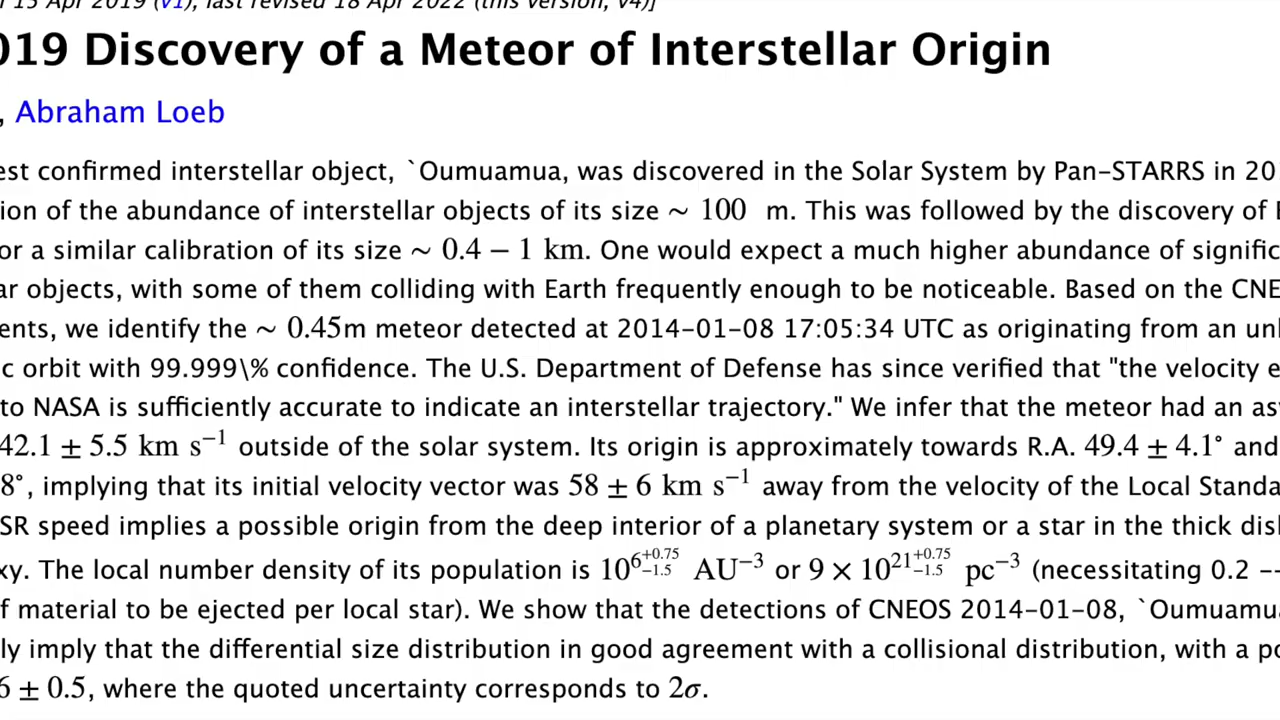 15 Apr 2019 (v1), last revised 18 Apr 2022 (this version, v4)]
019 Discovery of a Meteor of Interstellar Origin
, Abraham Loeb
est confirmed interstellar object, `Oumuamua, was discovered in the Solar System by Pan-STARRS in 20
ion of the abundance of interstellar objects of its size ∼ 100 m. This was followed by the discovery of
or a similar calibration of its size ∼ 0.4 − 1 km. One would expect a much higher abundance of signific
ar objects, with some of them colliding with Earth frequently enough to be noticeable. Based on the CNE
ents, we identify the ∼ 0.45m meteor detected at 2014-01-08 17:05:34 UTC as originating from an un
c orbit with 99.999\% confidence. The U.S. Department of Defense has since verified that "the velocity e
to NASA is sufficiently accurate to indicate an interstellar trajectory." We infer that the meteor had an as
42.1 ± 5.5 km s⁻¹ outside of the solar system. Its origin is approximately towards R.A. 49.4 ± 4.1° and
8°, implying that its initial velocity vector was 58 ± 6 km s⁻¹ away from the velocity of the Local Standa
SR speed implies a possible origin from the deep interior of a planetary system or a star in the thick dis
xy. The local number density of its population is 10^{6^{+0.75}_{−1.5}} AU⁻³ or 9 × 10^{21^{+0.75}_{−1.5}} pc⁻³ (necessitating 0.2 --
f material to be ejected per local star). We show that the detections of CNEOS 2014-01-08, `Oumuamua
ly imply that the differential size distribution in good agreement with a collisional distribution, with a po
6 ± 0.5, where the quoted uncertainty corresponds to 2σ.